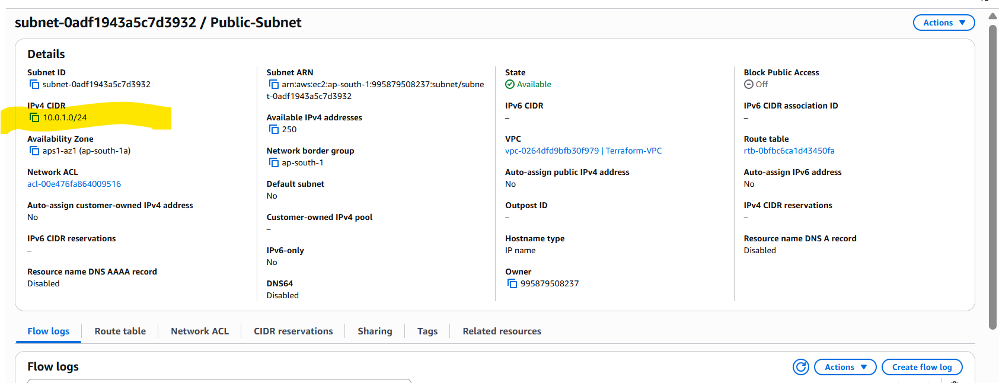 subnet-0adf1943a5c7d3932 / Public-Subnet
Actions
Details
Subnet ID
subnet-0adf1943a5c7d3932
IPv4 CIDR
10.0.1.0/24
Availability Zone
aps1-az1 (ap-south-1a)
Network ACL
acl-00e476fa864009516
Auto-assign customer-owned IPv4 address
No
IPv6 CIDR reservations
–
Resource name DNS AAAA record
Disabled
Subnet ARN
arn:aws:ec2:ap-south-1:995879508237:subnet/subne
t-0adf1943a5c7d3932
Available IPv4 addresses
250
Network border group
ap-south-1
Default subnet
No
Customer-owned IPv4 pool
–
IPv6-only
No
DNS64
Disabled
State
Available
IPv6 CIDR
–
VPC
vpc-0264dfd9bfb30f979 | Terraform-VPC
Auto-assign public IPv4 address
No
Outpost ID
–
Hostname type
IP name
Owner
995879508237
Block Public Access
Off
IPv6 CIDR association ID
–
Route table
rtb-0bfbc6ca1d43450fa
Auto-assign IPv6 address
No
IPv4 CIDR reservations
–
Resource name DNS A record
Disabled
Flow logs
Route table
Network ACL
CIDR reservations
Sharing
Tags
Related resources
Flow logs
Actions
Create flow log